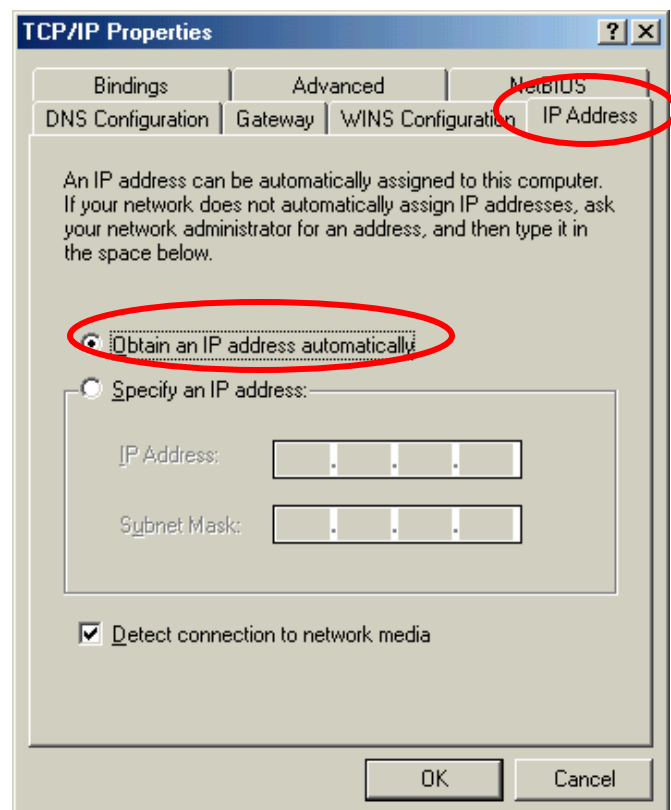 TCP/IP Properties
Bindings Advanced NetBIOS
DNS Configuration Gateway WINS Configuration IP Address
An IP address can be automatically assigned to this computer.
If your network does not automatically assign IP addresses, ask
your network administrator for an address, and then type it in
the space below.
Obtain an IP address automatically
Specify an IP address:
IP Address:
Subnet Mask:
Detect connection to network media
OK Cancel